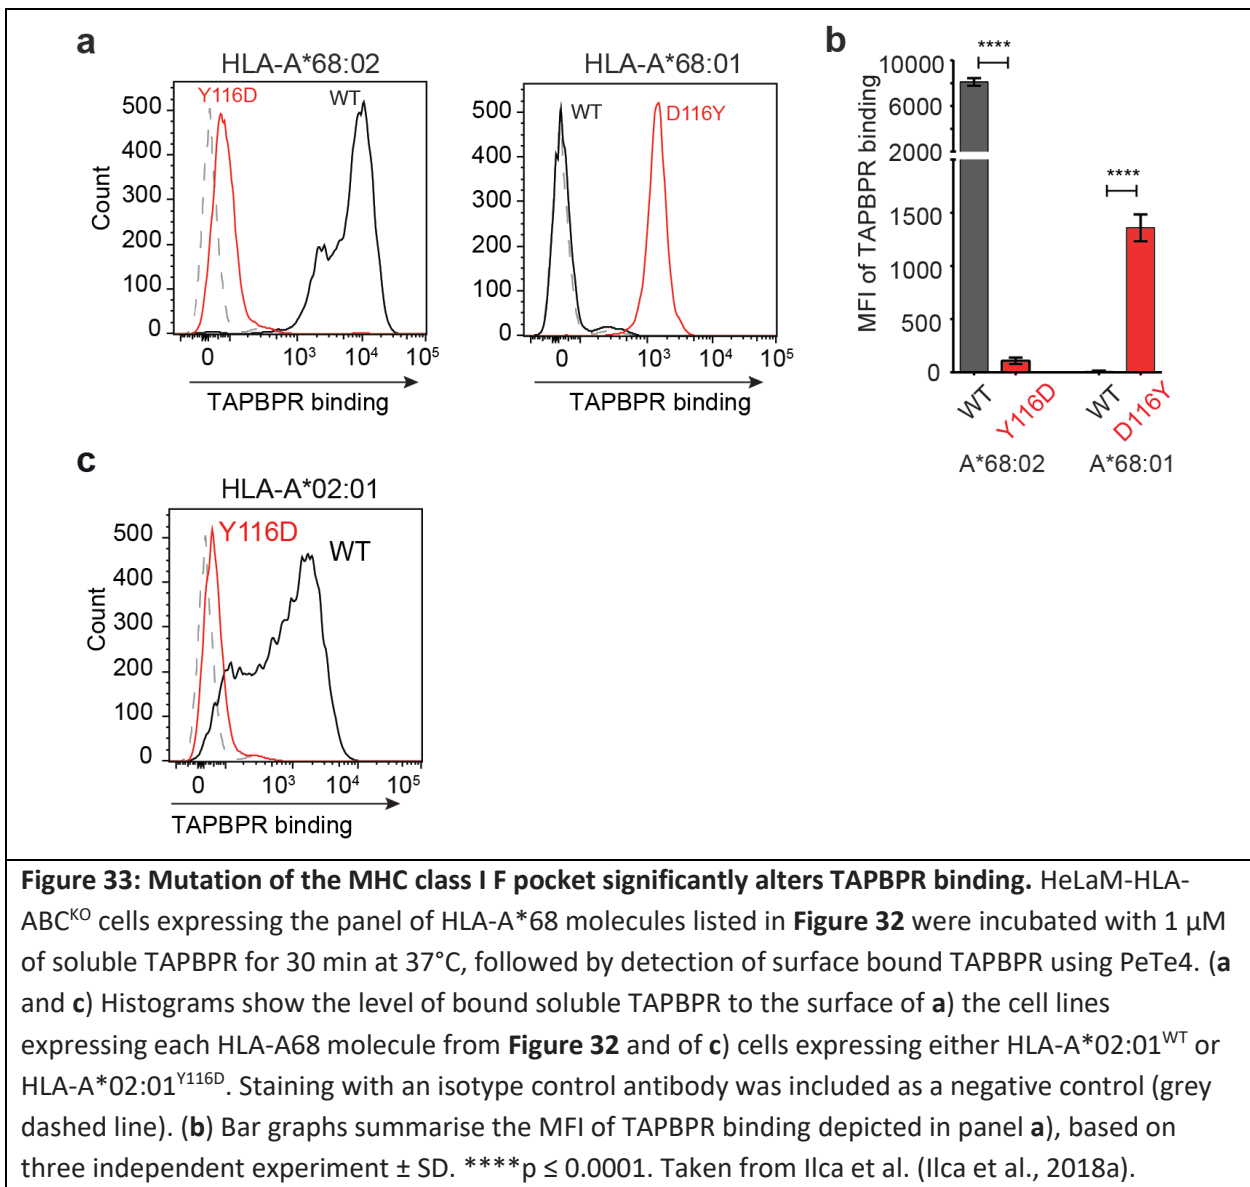 a
HLA-A*68:02
Y116D
WT
500
400
300
200
100
0
Count
0 10³ 10⁴ 10⁵
TAPBPR binding
HLA-A*68:01
WT
D116Y
500
400
300
200
100
0
0 10³ 10⁴ 10⁵
TAPBPR binding
b
****
****
10000
6000
2000
1500
1000
500
0
MFI of TAPBPR binding
WT
Y116D
WT
D116Y
A*68:02
A*68:01
c
HLA-A*02:01
Y116D
WT
500
400
300
200
100
0
Count
0 10³ 10⁴ 10⁵
TAPBPR binding
Figure 33: Mutation of the MHC class I F pocket significantly alters TAPBPR binding. HeLaM-HLA-
ABCᴷᴼ cells expressing the panel of HLA-A*68 molecules listed in Figure 32 were incubated with 1 µM
of soluble TAPBPR for 30 min at 37°C, followed by detection of surface bound TAPBPR using PeTe4. (a
and c) Histograms show the level of bound soluble TAPBPR to the surface of a) the cell lines
expressing each HLA-A68 molecule from Figure 32 and of c) cells expressing either HLA-A*02:01ᵂᵀ or
HLA-A*02:01ʸ¹¹⁶ᴰ. Staining with an isotype control antibody was included as a negative control (grey
dashed line). (b) Bar graphs summarise the MFI of TAPBPR binding depicted in panel a), based on
three independent experiment ± SD. ****p ≤ 0.0001. Taken from Ilca et al. (Ilca et al., 2018a).